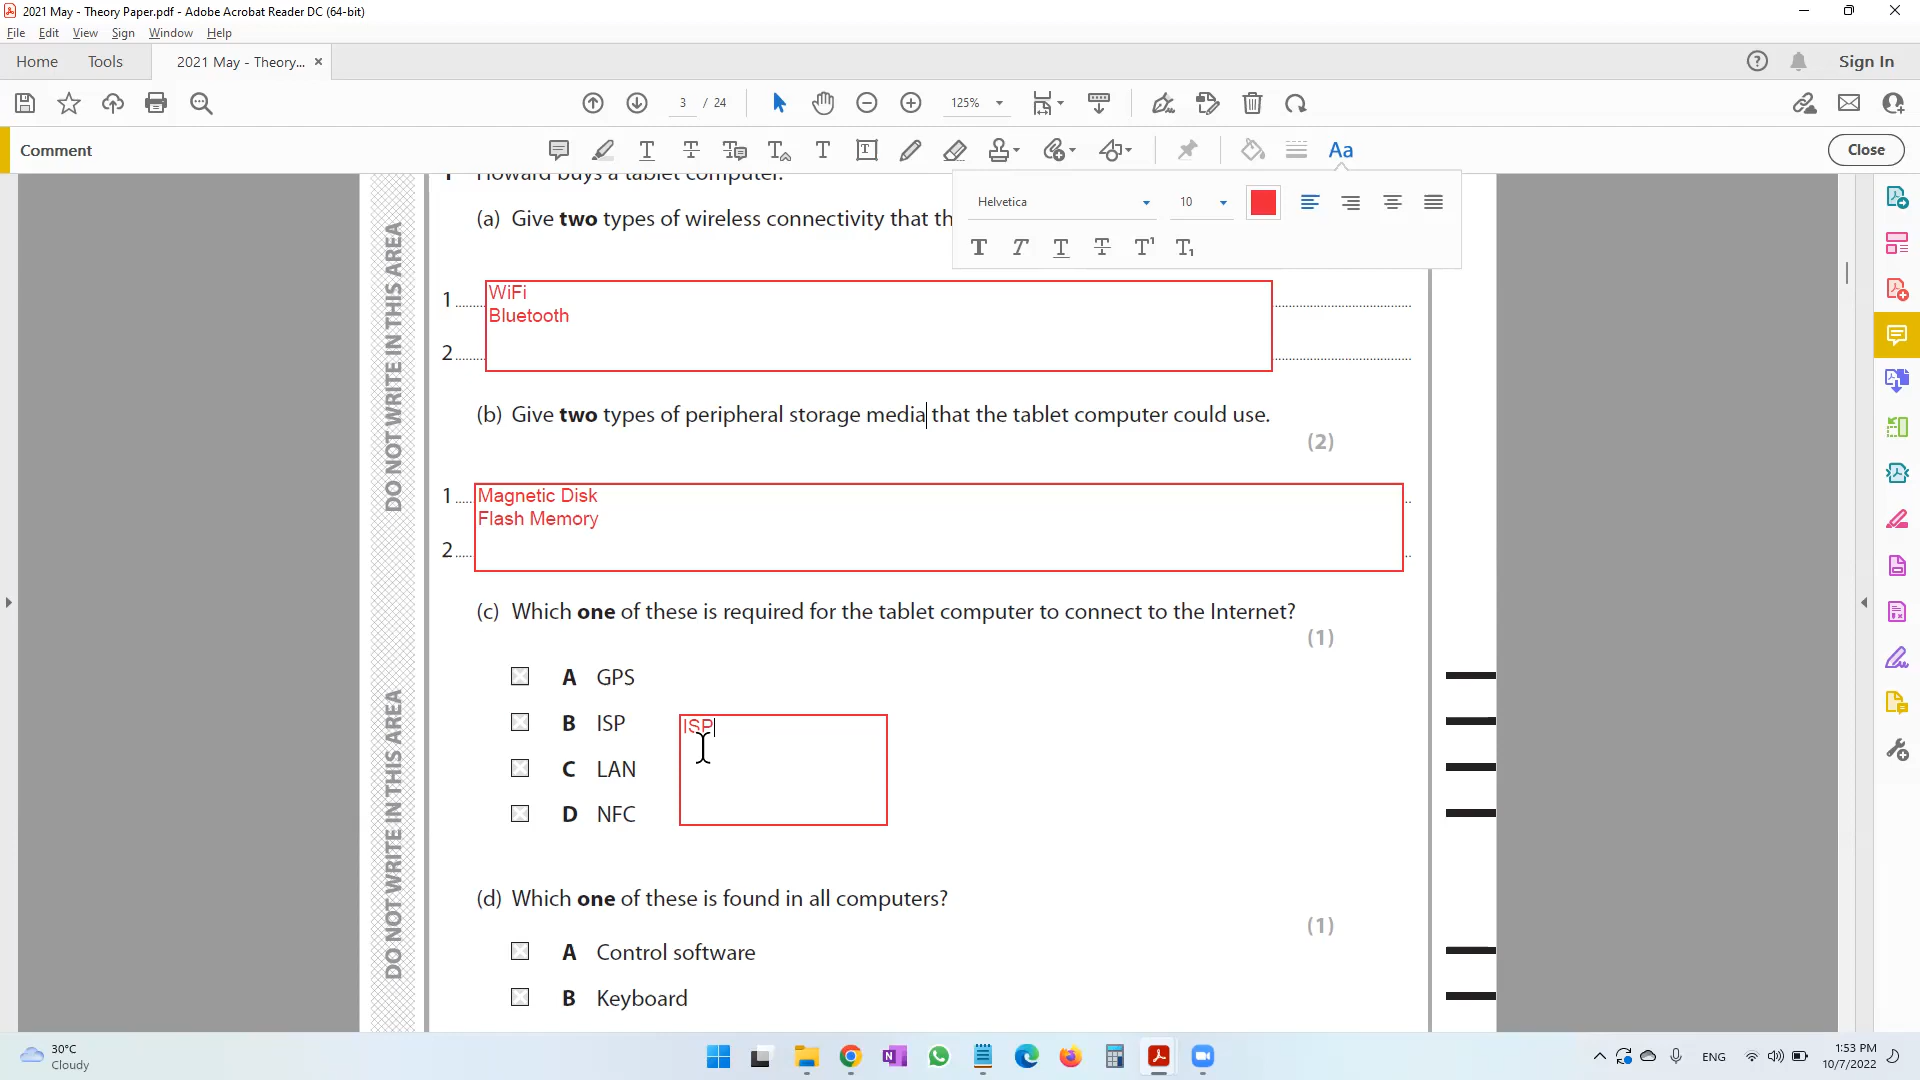 2021 May - Theory Paper.pdf - Adobe Acrobat Reader DC (64-bit)
File Edit View Sign Window Help
Home Tools 2021 May - Theory... × Sign In
3 / 24 125%
Comment Close
Howard buys a tablet computer.
Helvetica 10
(a) Give two types of wireless connectivity that th
1 WiFi
Bluetooth
2
(b) Give two types of peripheral storage media that the tablet computer could use.
(2)
1 Magnetic Disk
Flash Memory
2
(c) Which one of these is required for the tablet computer to connect to the Internet?
(1)
A GPS
B ISP ISP
C LAN
D NFC
(d) Which one of these is found in all computers?
(1)
A Control software
B Keyboard
DO NOT WRITE IN THIS AREA
DO NOT WRITE IN THIS AREA
30°C
Cloudy
ENG
1:53 PM
10/7/2022